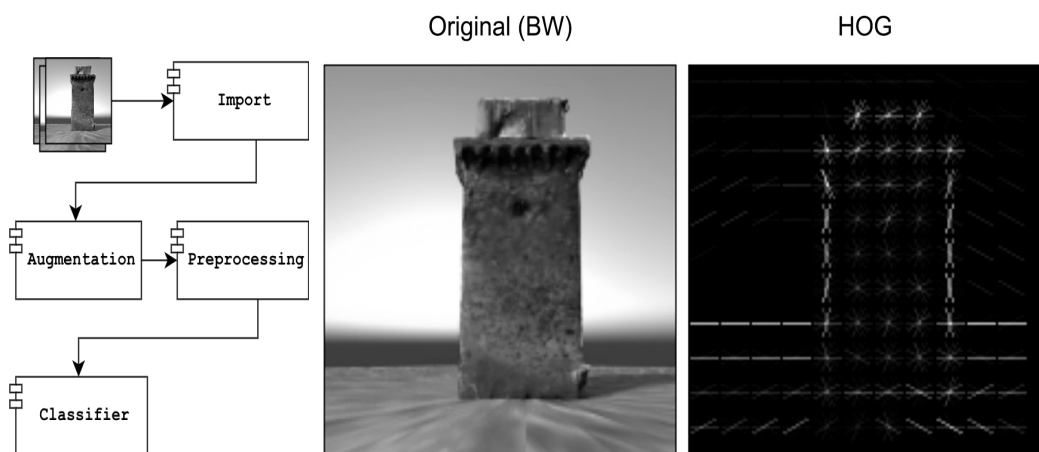 Original (BW)
HOG
Import
Augmentation
Preprocessing
Classifier